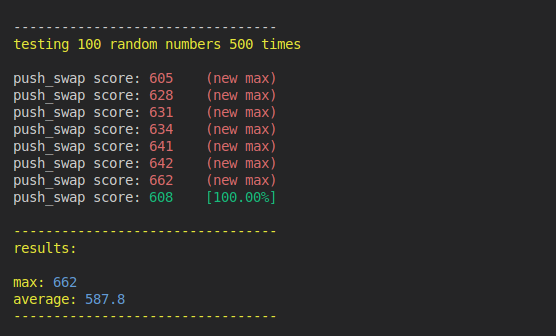 ---------------------------------
testing 100 random numbers 500 times

push_swap score: 605    (new max)
push_swap score: 628    (new max)
push_swap score: 631    (new max)
push_swap score: 634    (new max)
push_swap score: 641    (new max)
push_swap score: 642    (new max)
push_swap score: 662    (new max)
push_swap score: 608    [100.00%]

---------------------------------
results:

max: 662
average: 587.8
---------------------------------